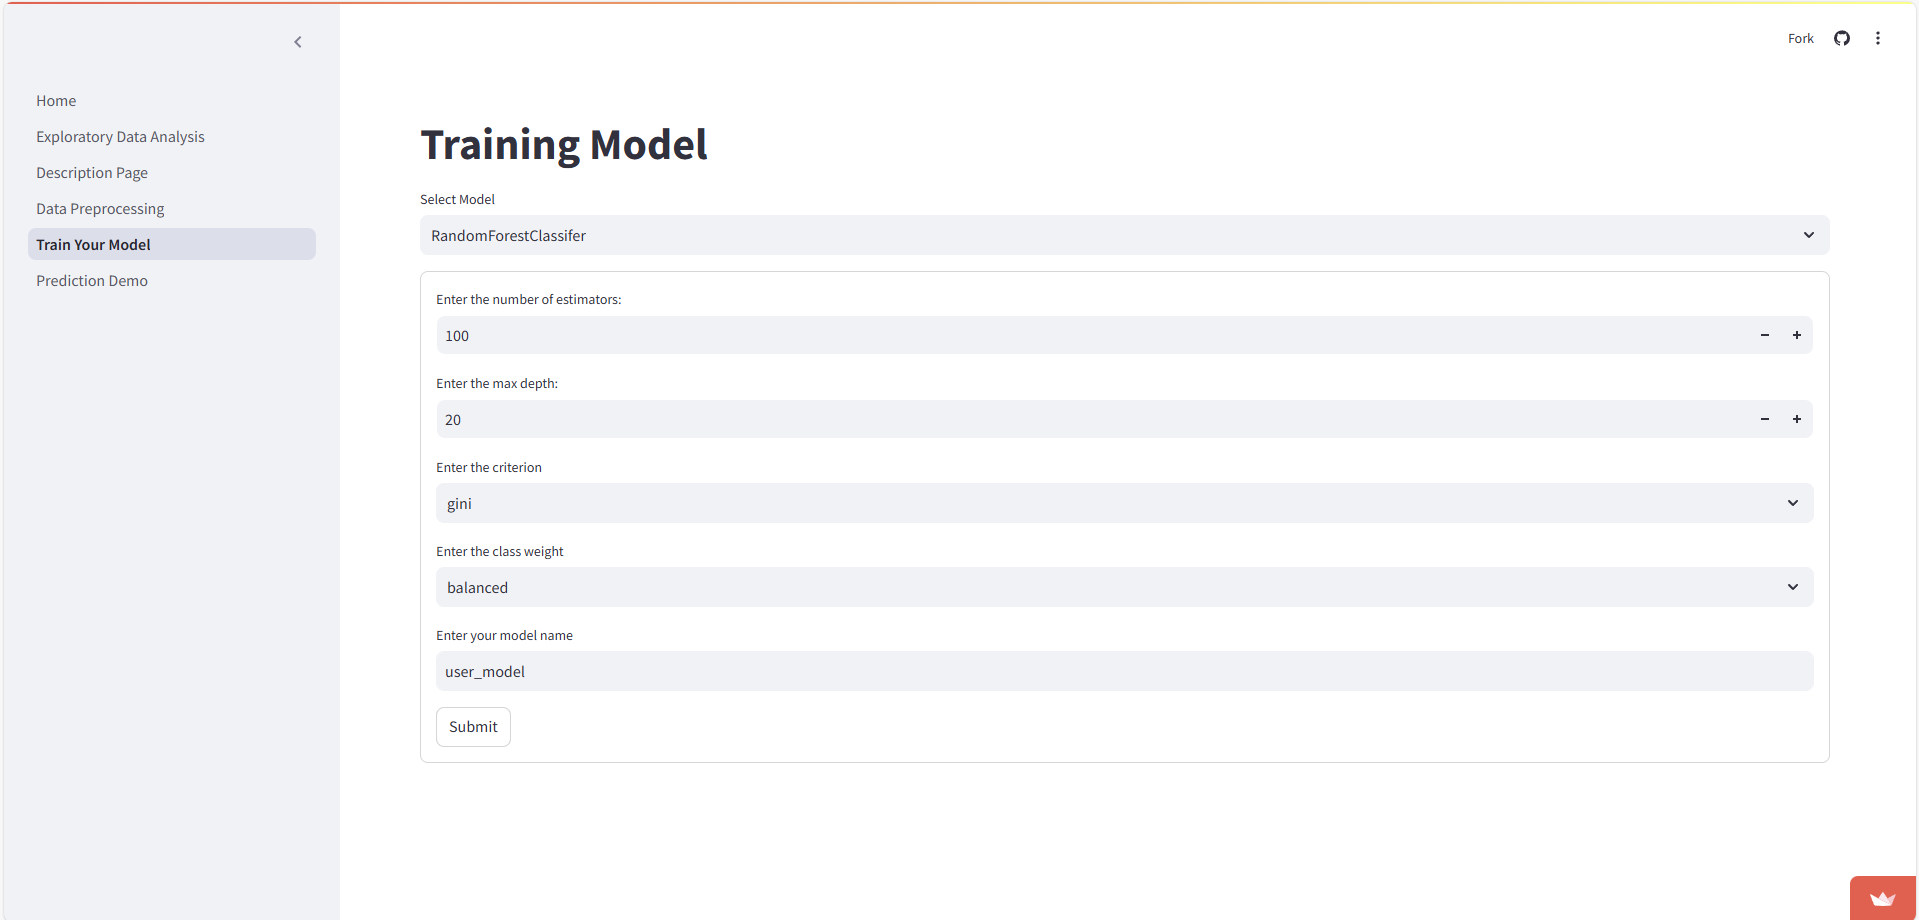 Fork
Home
Exploratory Data Analysis
Description Page
Data Preprocessing
Train Your Model
Prediction Demo
Training Model
Select Model
RandomForestClassifer
Enter the number of estimators:
100
Enter the max depth:
20
Enter the criterion
gini
Enter the class weight
balanced
Enter your model name
user_model
Submit